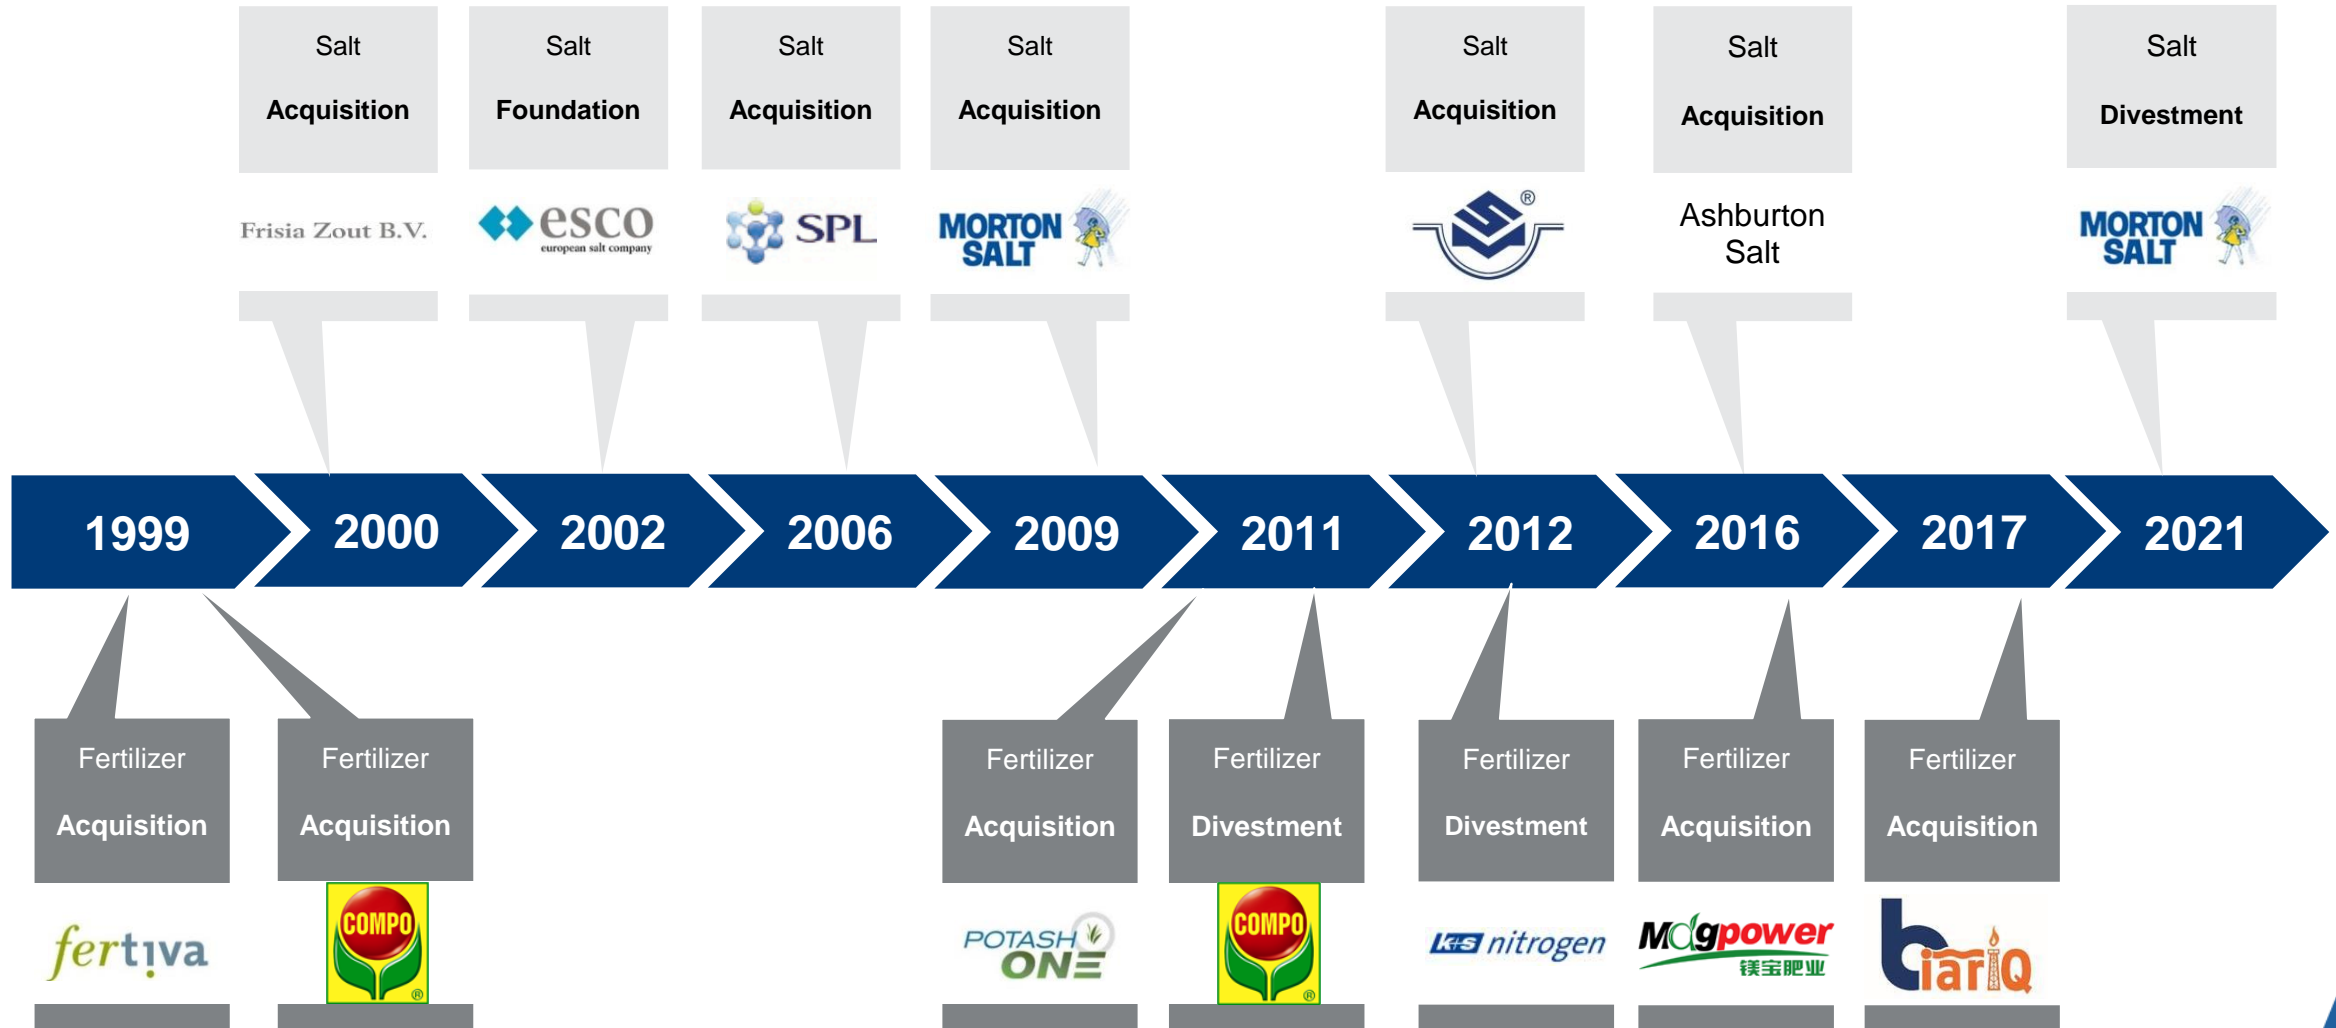 Salt
Acquisition
Frisia Zout B.V.
Salt
Foundation
esco
european salt company
Salt
Acquisition
SPL
Salt
Acquisition
MORTON
SALT
Salt
Acquisition
®
Salt
Acquisition
Ashburton
Salt
Salt
Divestment
MORTON
SALT
1999
2000
2002
2006
2009
2011
2012
2016
2017
2021
Fertilizer
Acquisition
fertiva
Fertilizer
Acquisition
COMPO
®
Fertilizer
Acquisition
POTASH
ONE
Fertilizer
Divestment
COMPO
®
Fertilizer
Divestment
K+S nitrogen
Fertilizer
Acquisition
Magpower
镁宝肥业
Fertilizer
Acquisition
biariQ